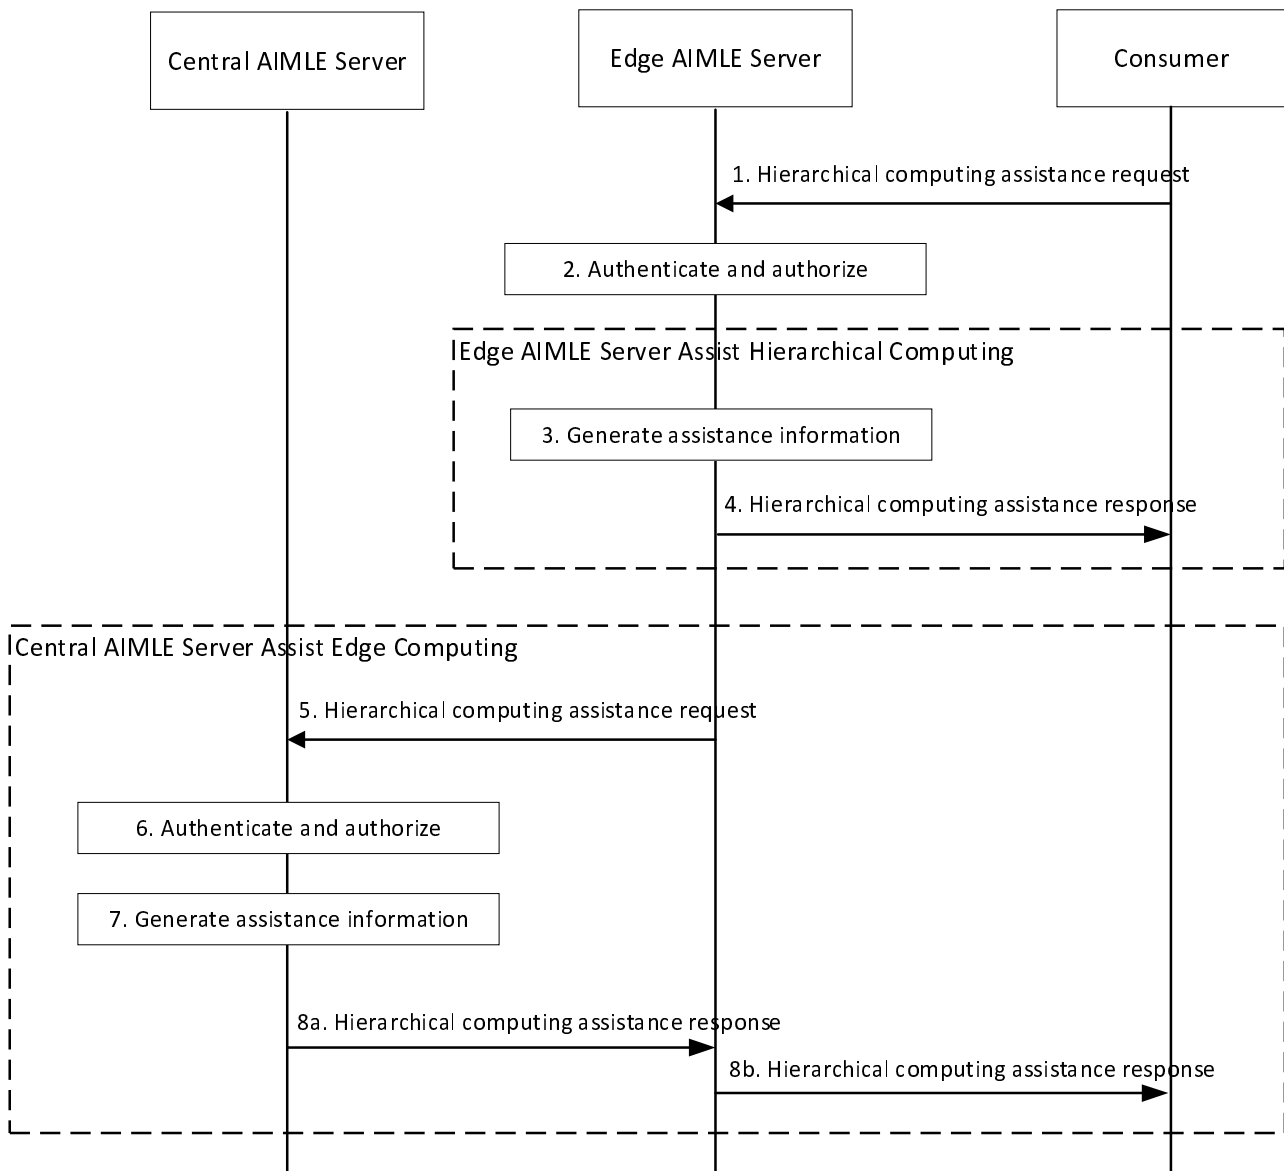 Central AIMLE Server
Edge AIMLE Server
Consumer
1. Hierarchical computing assistance request
2. Authenticate and authorize
Edge AIMLE Server Assist Hierarchical Computing
3. Generate assistance information
4. Hierarchical computing assistance response
Central AIMLE Server Assist Edge Computing
5. Hierarchical computing assistance request
6. Authenticate and authorize
7. Generate assistance information
8a. Hierarchical computing assistance response
8b. Hierarchical computing assistance response